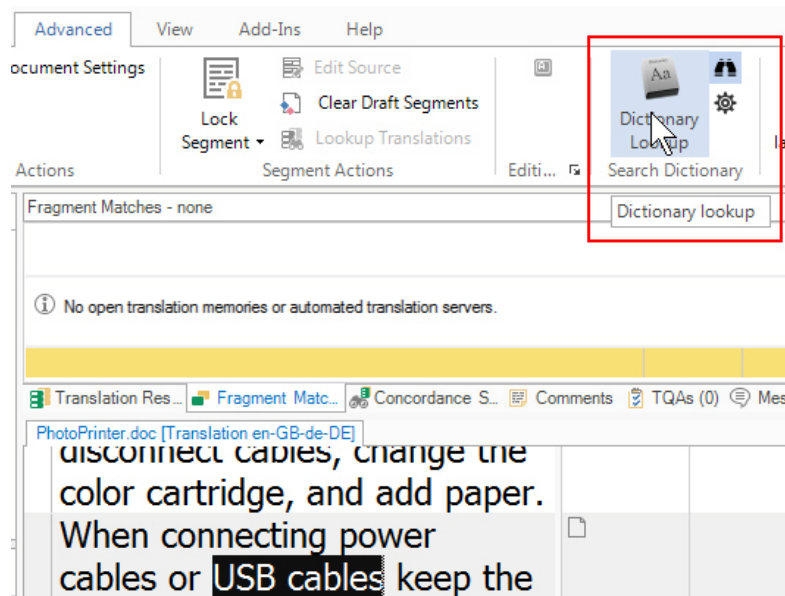 Advanced View Add-Ins Help
ocument Settings
Lock
Segment
Edit Source
Clear Draft Segments
Lookup Translations
Aa
Dictionary
Lookup
Actions
Segment Actions
Editi...
Search Dictionary
Dictionary lookup
Fragment Matches - none
No open translation memories or automated translation servers.
Translation Res... Fragment Matc... Concordance S... Comments TQAs (0) Mes
PhotoPrinter.doc [Translation en-GB-de-DE]
disconnect cables, change the
color cartridge, and add paper.
When connecting power
cables or USB cables keep the